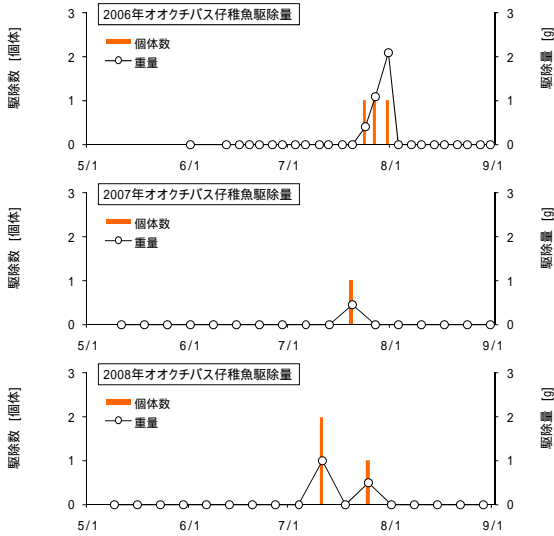 2006年オオクチバス仔稚魚駆除量
個体数
重量
駆除数 [個体]
駆除量 [g]
3
2
1
0
3
2
1
0
5/1 6/1 7/1 8/1 9/1
2007年オオクチバス仔稚魚駆除量
個体数
重量
駆除数 [個体]
駆除量 [g]
3
2
1
0
3
2
1
0
5/1 6/1 7/1 8/1 9/1
2008年オオクチバス仔稚魚駆除量
個体数
重量
駆除数 [個体]
駆除量 [g]
3
2
1
0
3
2
1
0
5/1 6/1 7/1 8/1 9/1